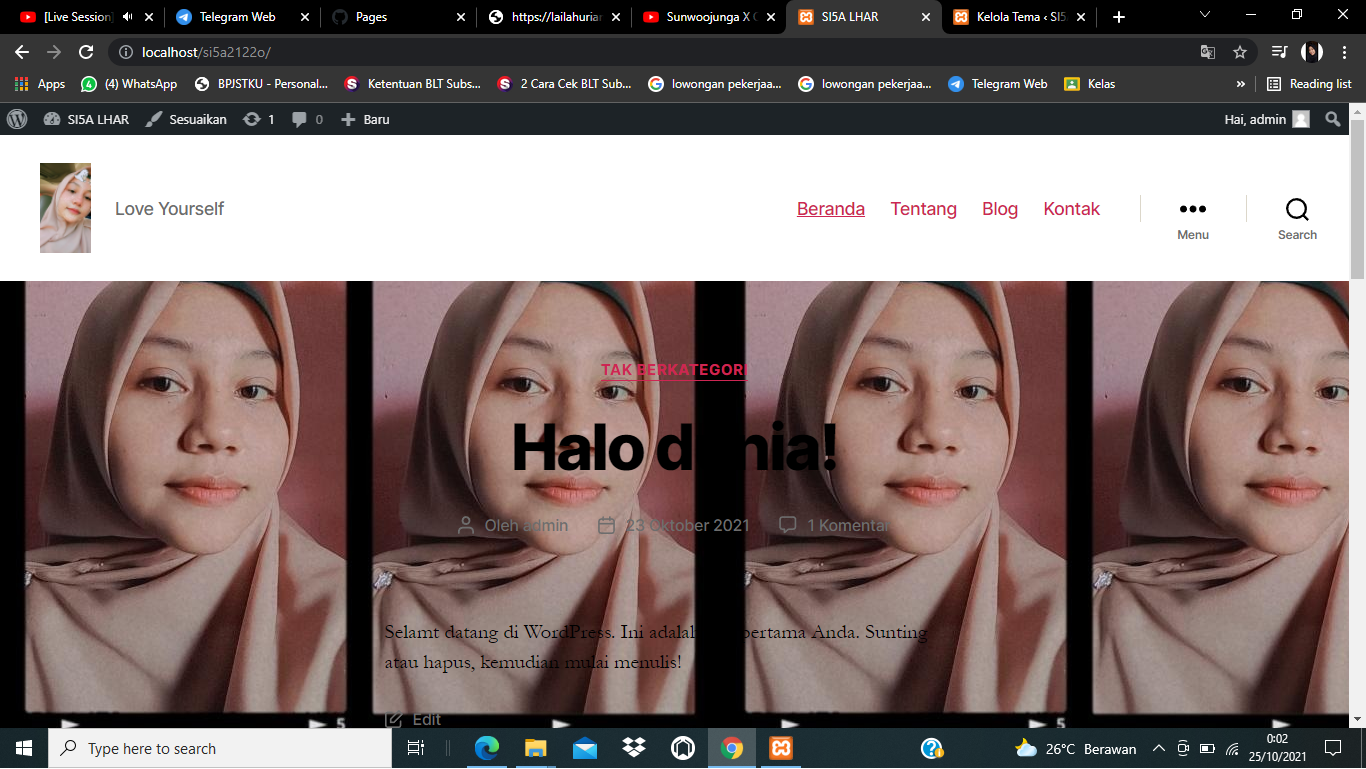 [Live Session]
Telegram Web
Pages
https://lailahurian
Sunwoojunga X
SI5A LHAR
Kelola Tema ‹ SI5
localhost/si5a2122o/
Apps
(4) WhatsApp
BPJSTKU - Personal...
Ketentuan BLT Subs...
2 Cara Cek BLT Sub...
lowongan pekerjaa...
lowongan pekerjaa...
Telegram Web
Kelas
»
Reading list
SI5A LHAR
Sesuaikan
1
0
Baru
Hai, admin
Love Yourself
Beranda
Tentang
Blog
Kontak
Menu
Search
TAK BERKATEGORI
Halo dunia!
Oleh admin
23 Oktober 2021
1 Komentar
Selamt datang di WordPress. Ini adalah pertama Anda. Sunting
atau hapus, kemudian mulai menulis!
5
5
Edit
Type here to search
26°C Berawan
0:02
25/10/2021